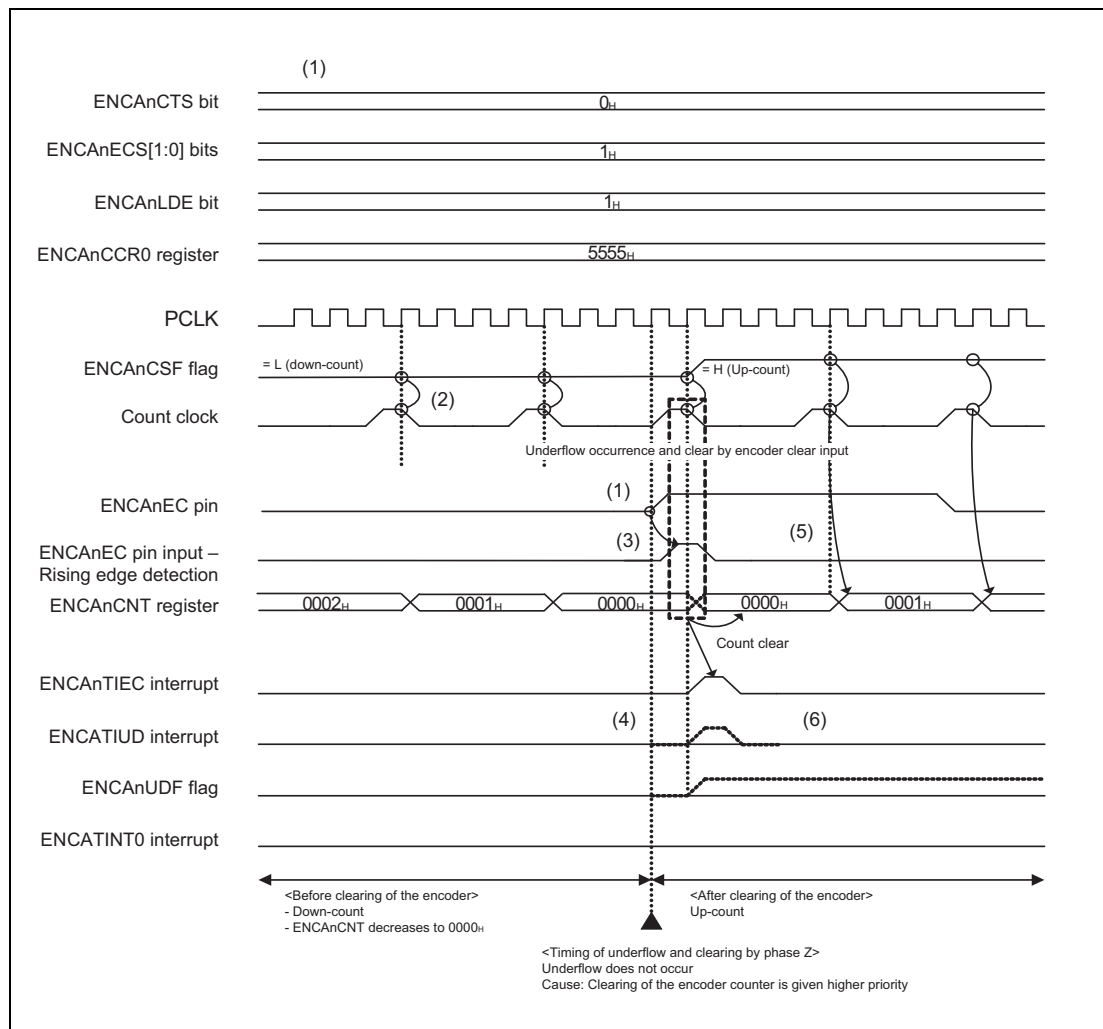 (1)
ENCAnCTS bit
0H
ENCAnECS[1:0] bits
1H
ENCAnLDE bit
1H
ENCAnCCR0 register
5555H
PCLK
ENCAnCSF flag
= L (down-count)
= H (Up-count)
(2)
Count clock
Underflow occurrence and clear by encoder clear input
ENCAnEC pin
(1)
ENCAnEC pin input –
Rising edge detection
(3)
(5)
ENCAnCNT register
0002H
0001H
0000H
0000H
0001H
Count clear
ENCAnTIEC interrupt
ENCATIUD interrupt
(4)
(6)
ENCAnUDF flag
ENCATINT0 interrupt
<Before clearing of the encoder>
- Down-count
- ENCAnCNT decreases to 0000H
<After clearing of the encoder>
Up-count
<Timing of underflow and clearing by phase Z>
Underflow does not occur
Cause: Clearing of the encoder counter is given higher priority